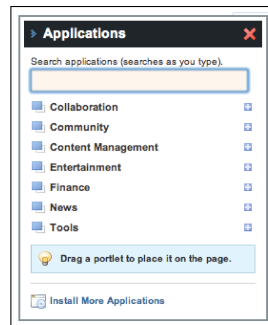 Applications
Search applications (searches as you type).
Collaboration
Community
Content Management
Entertainment
Finance
News
Tools
Drag a portlet to place it on the page.
Install More Applications